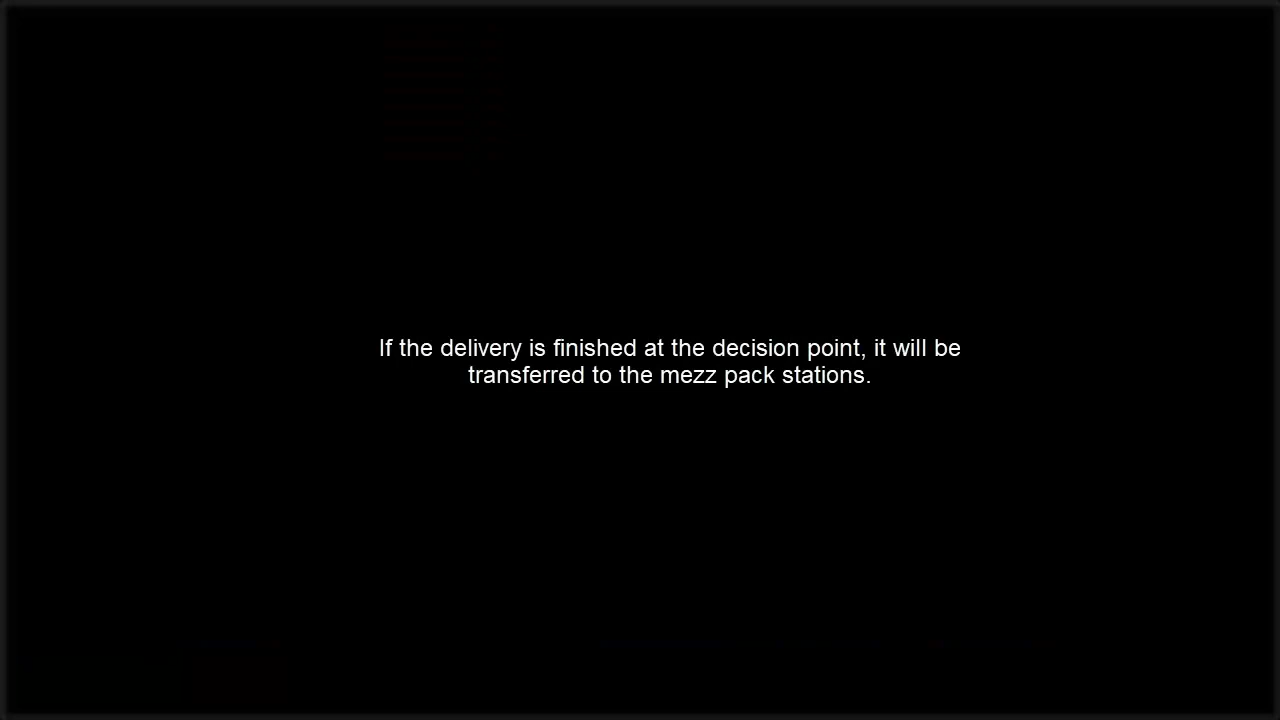 If the delivery is finished at the decision point, it will be
transferred to the mezz pack stations.